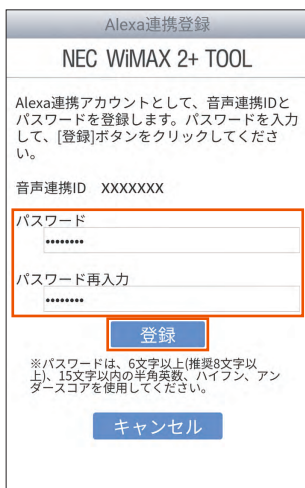 Alexa連携登録
NEC WiMAX 2+ TOOL
Alexa連携アカウントとして、音声連携IDと
パスワードを登録します。パスワードを入力
して、[登録]ボタンをクリックしてくださ
い。
音声連携ID XXXXXXX
パスワード
••••••••
パスワード再入力
••••••••
登録
※パスワードは、6文字以上(推奨8文字以
上)、15文字以内の半角英数、ハイフン、アン
ダースコアを使用してください。
キャンセル